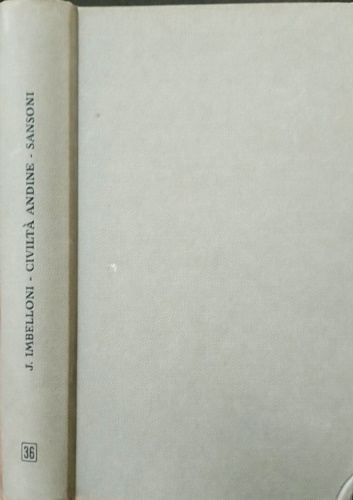 J. IMBELLONI - CIVILTÀ ANDINE - SANSONI
36